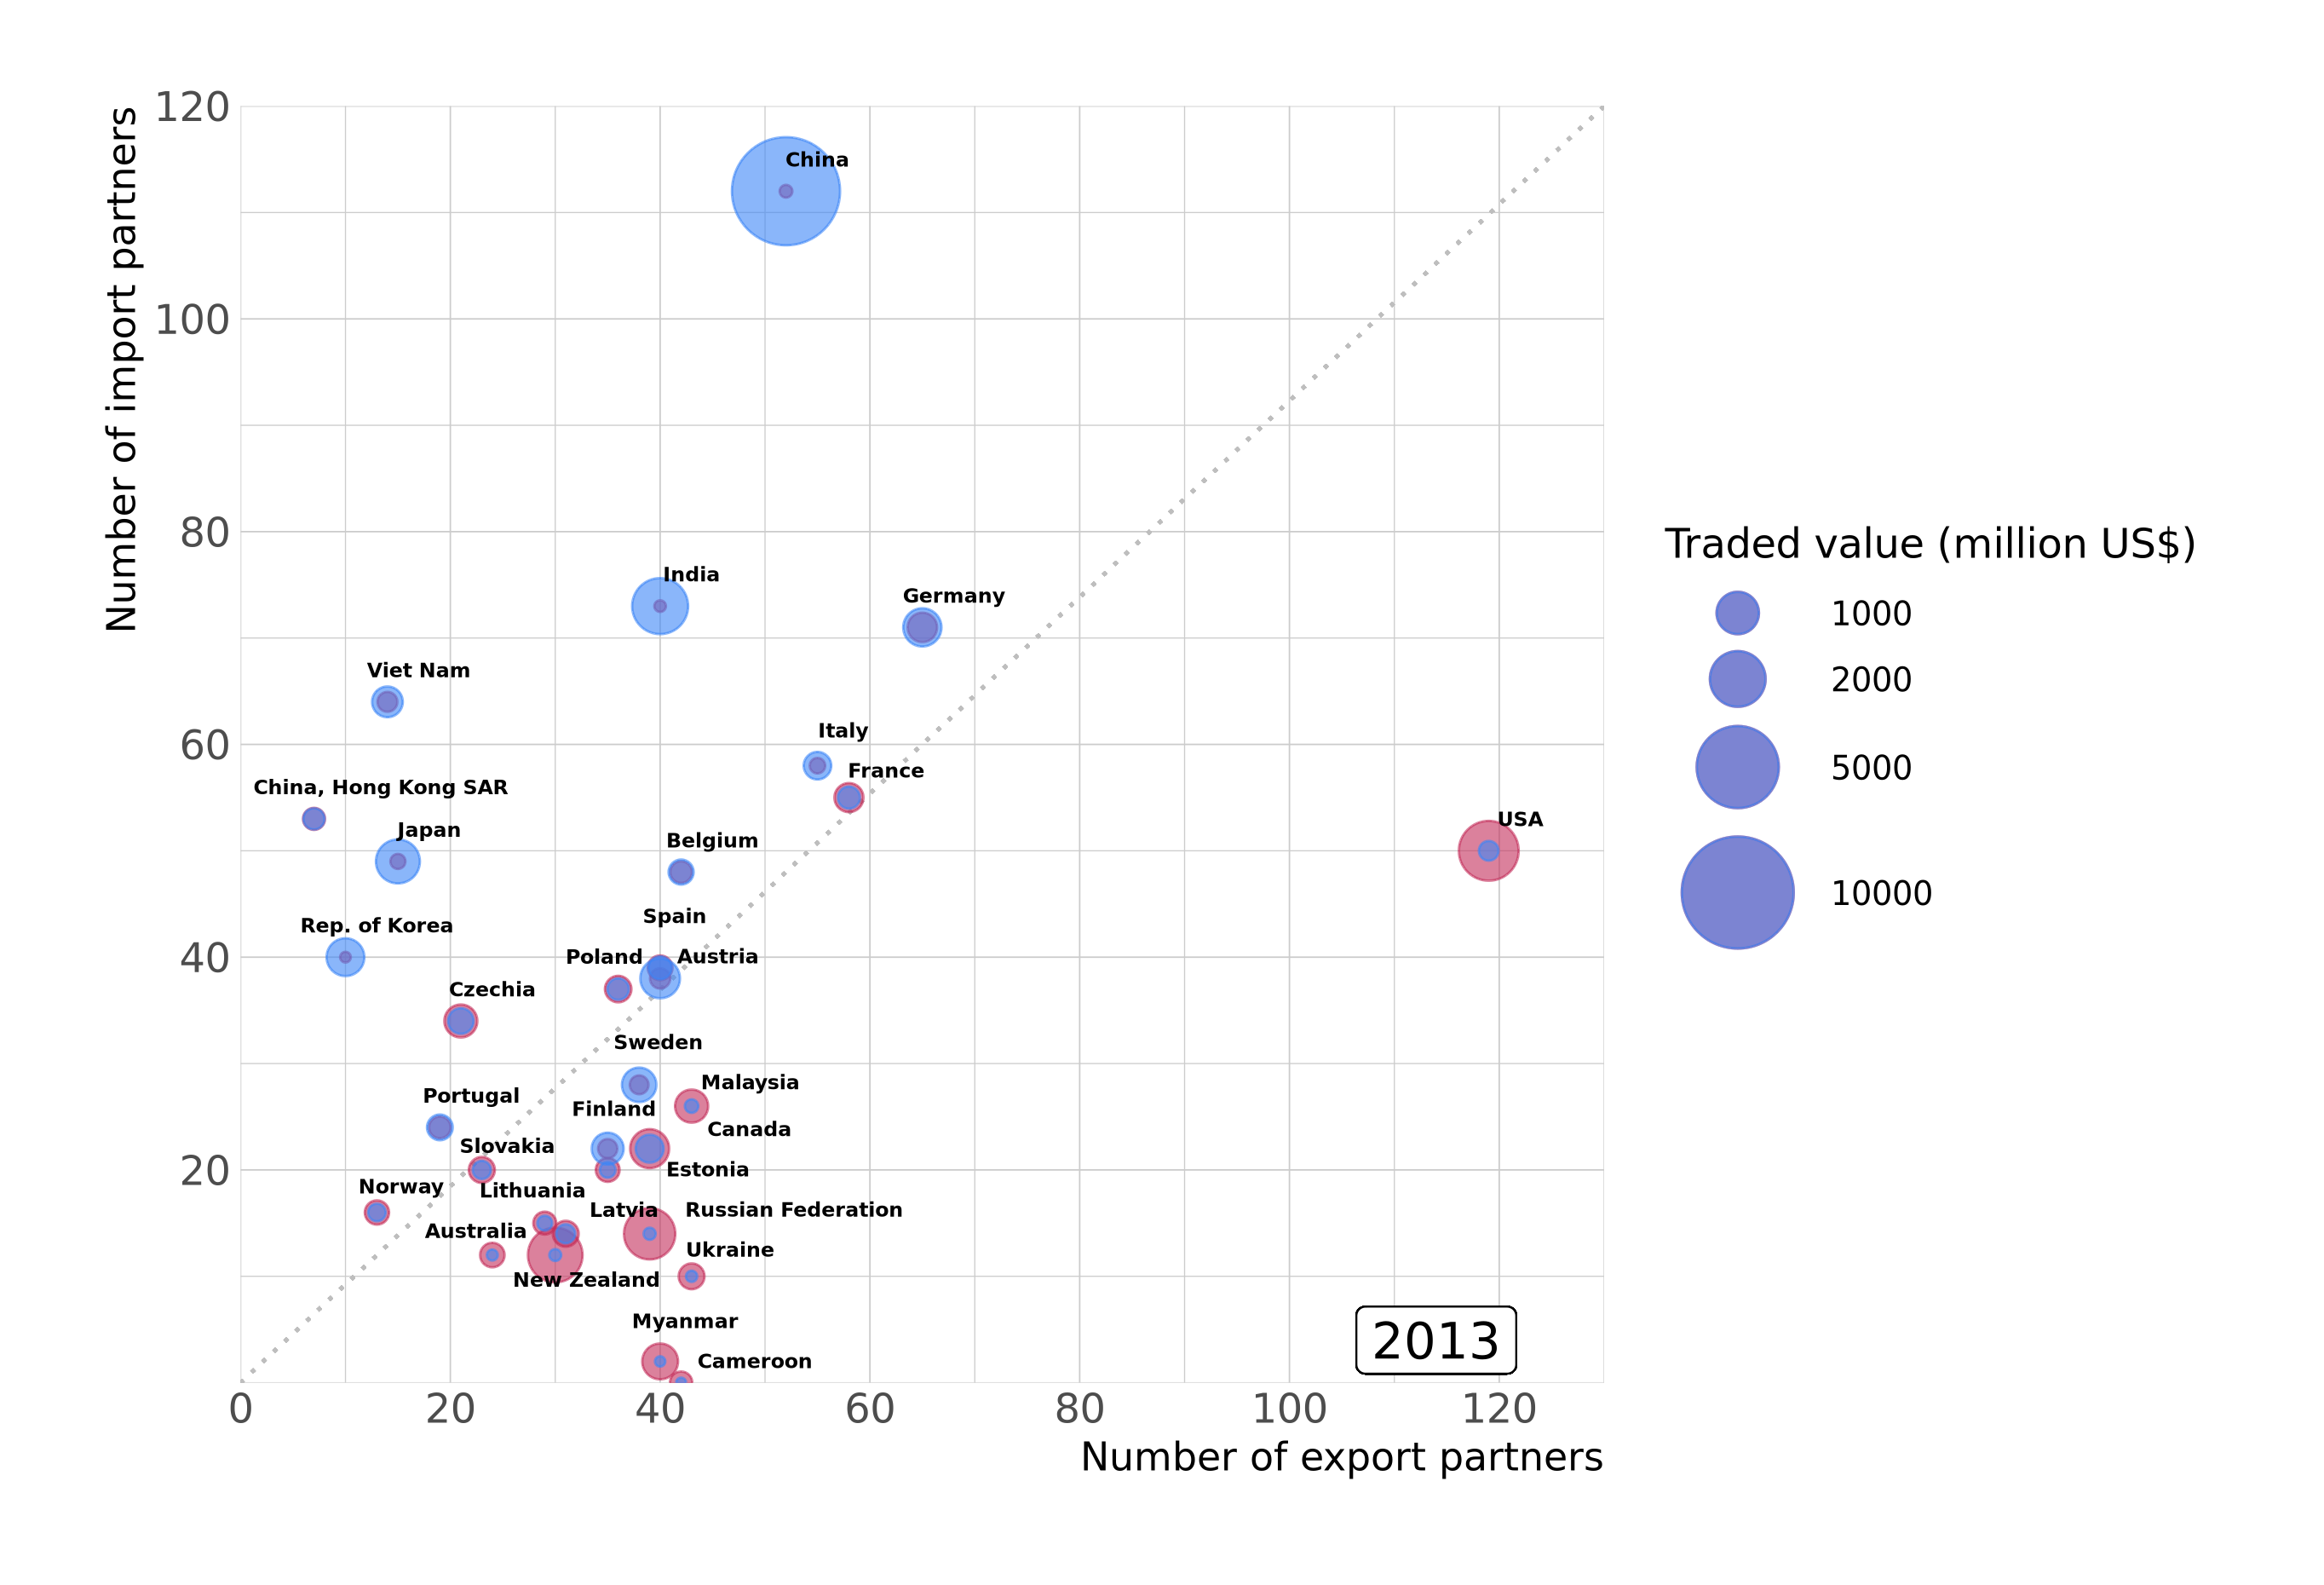 Number of import partners
120
100
80
60
40
20
China
India
Germany
Viet Nam
Italy
France
China, Hong Kong SAR
Japan
Belgium
USA
Spain
Rep. of Korea
Poland
Austria
Czechia
Sweden
Malaysia
Portugal
Finland
Canada
Slovakia
Estonia
Norway
Lithuania
Latvia
Russian Federation
Australia
Ukraine
New Zealand
Myanmar
Cameroon
2013
0
20
40
60
80
100
120
Number of export partners
Traded value (million US$)
1000
2000
5000
10000